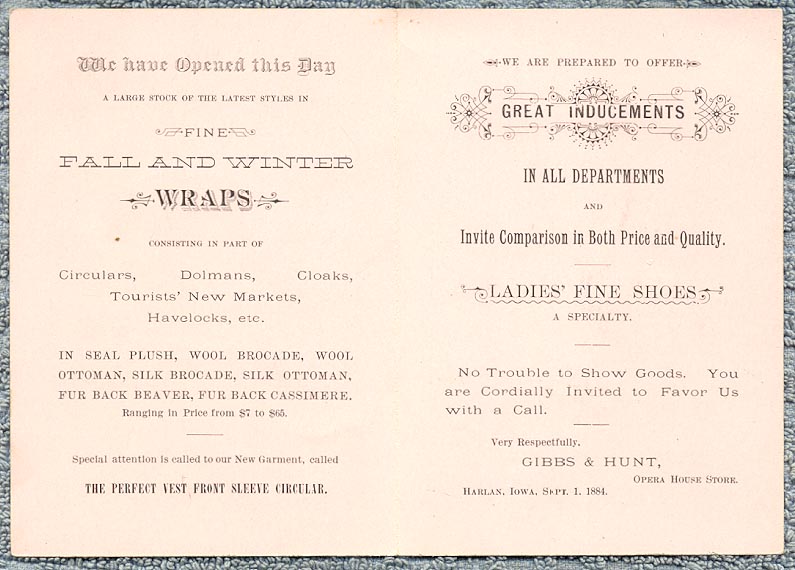 We have Opened this Day
A LARGE STOCK OF THE LATEST STYLES IN
FINE
FALL AND WINTER
WRAPS
CONSISTING IN PART OF
Circulars, Dolmans, Cloaks,
Tourists' New Markets,
Havelocks, etc.
IN SEAL PLUSH, WOOL BROCADE, WOOL
OTTOMAN, SILK BROCADE, SILK OTTOMAN,
FUR BACK BEAVER, FUR BACK CASSIMERE.
Ranging in Price from $7 to $65.
Special attention is called to our New Garment, called
THE PERFECT VEST FRONT SLEEVE CIRCULAR.
WE ARE PREPARED TO OFFER
GREAT INDUCEMENTS
IN ALL DEPARTMENTS
AND
Invite Comparison in Both Price and Quality.
LADIES' FINE SHOES
A SPECIALTY.
No Trouble to Show Goods. You
are Cordially Invited to Favor Us
with a Call.
Very Respectfully,
GIBBS & HUNT,
OPERA HOUSE STORE.
HARLAN, IOWA, SEPT. 1, 1884.